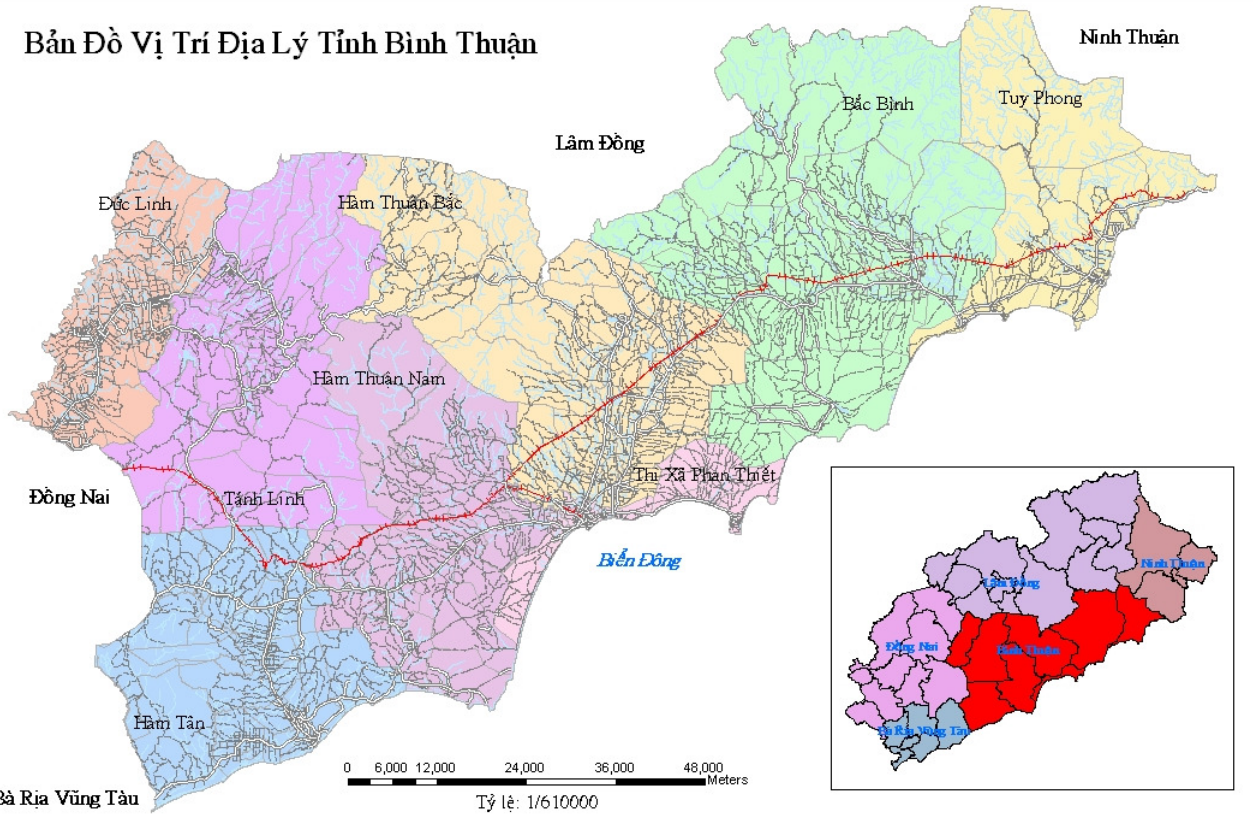 Bản Đồ Vị Trí Địa Lý Tỉnh Bình Thuận
Ninh Thuận
Tuy Phong
Bắc Bình
Lâm Đồng
Đức Linh
Hàm Thuận Bắc
Hàm Thuận Nam
Thị Xã Phan Thiết
Đồng Nai
Tánh Linh
Biển Đông
Hàm Tân
Bà Rịa Vũng Tàu
0 6,000 12,000 24,000 36,000 48,000
Meters
Tỷ lệ: 1/610000
Ninh Thuận
Lâm Đồng
Đồng Nai
Bình Thuận
Bà Rịa Vũng Tàu